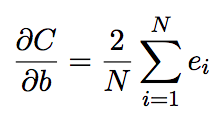 ∂C/∂b = 2/N ∑_{i=1}^{N} e_i